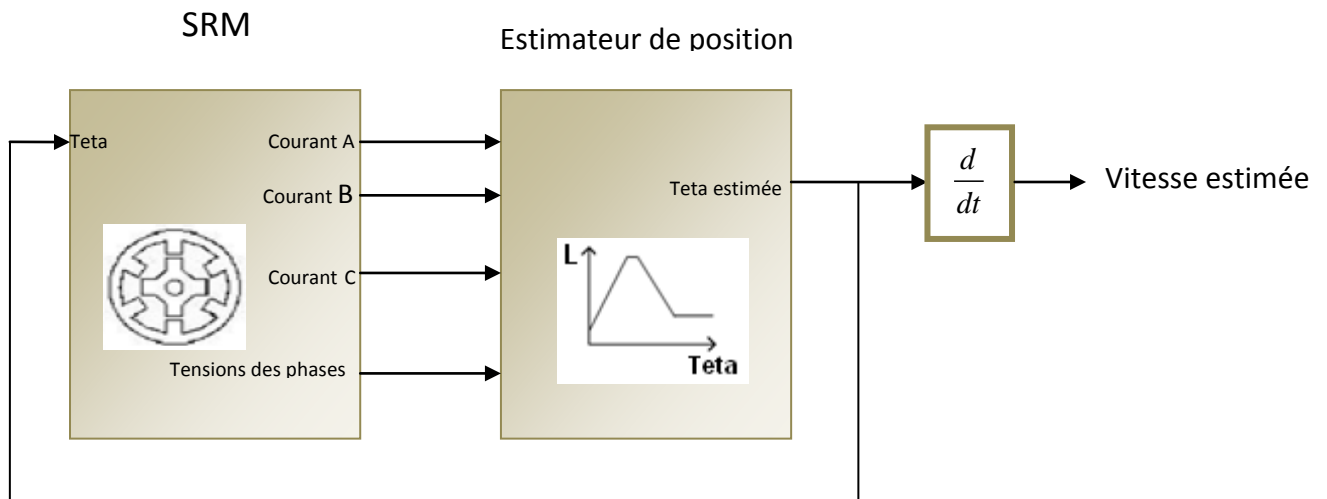 SRM
Estimateur de position
Teta
Courant A
Courant B
Courant C
Tensions des phases
Teta estimée
L
Teta
d
dt
Vitesse estimée